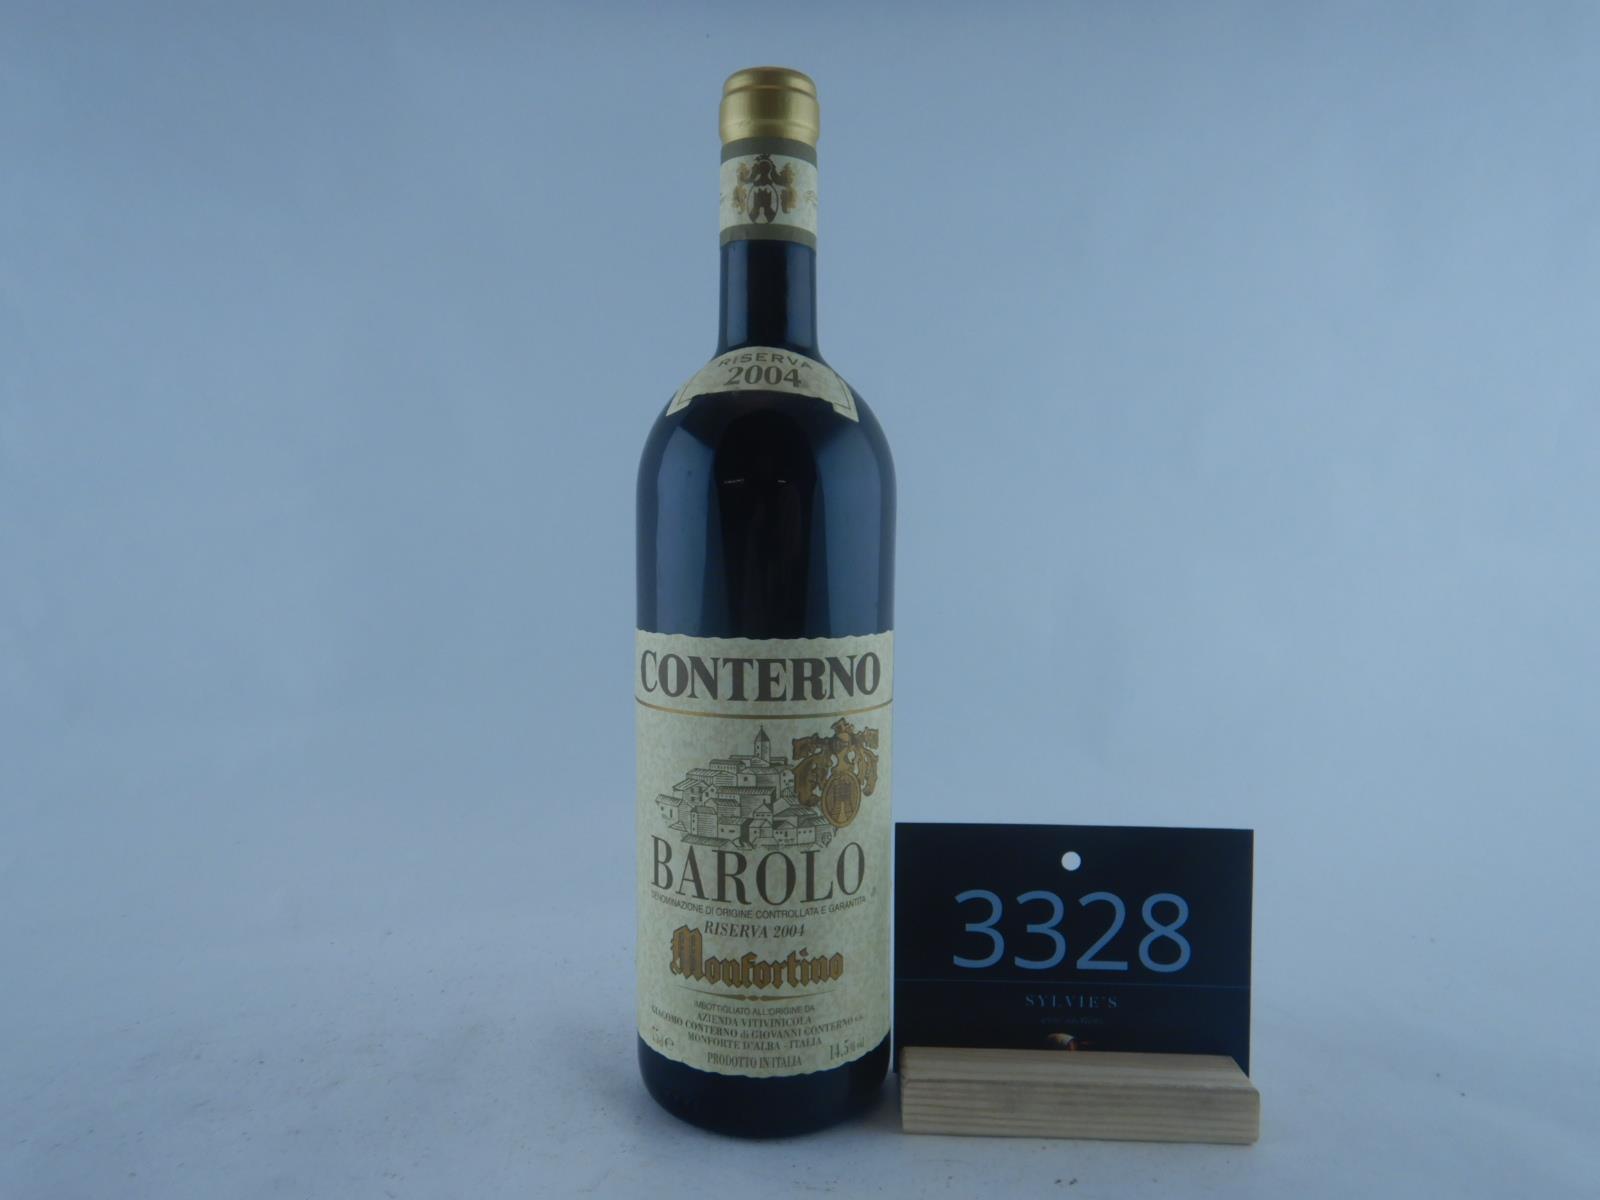 RISERVA
2004
CONTERNO
BAROLO
DENOMINAZIONE DI ORIGINE CONTROLLATA E GARANTITA
RISERVA 2004
Monfortino
IMBOTTIGLIATO ALL'ORIGINE DA
AZIENDA VITIVINICOLA
GIACOMO CONTERNO di GIOVANNI CONTERNO s.s.
MONFORTE D'ALBA - ITALIA
75cl e 14,5% vol
PRODOTTO IN ITALIA
3328
SYLVIE'S